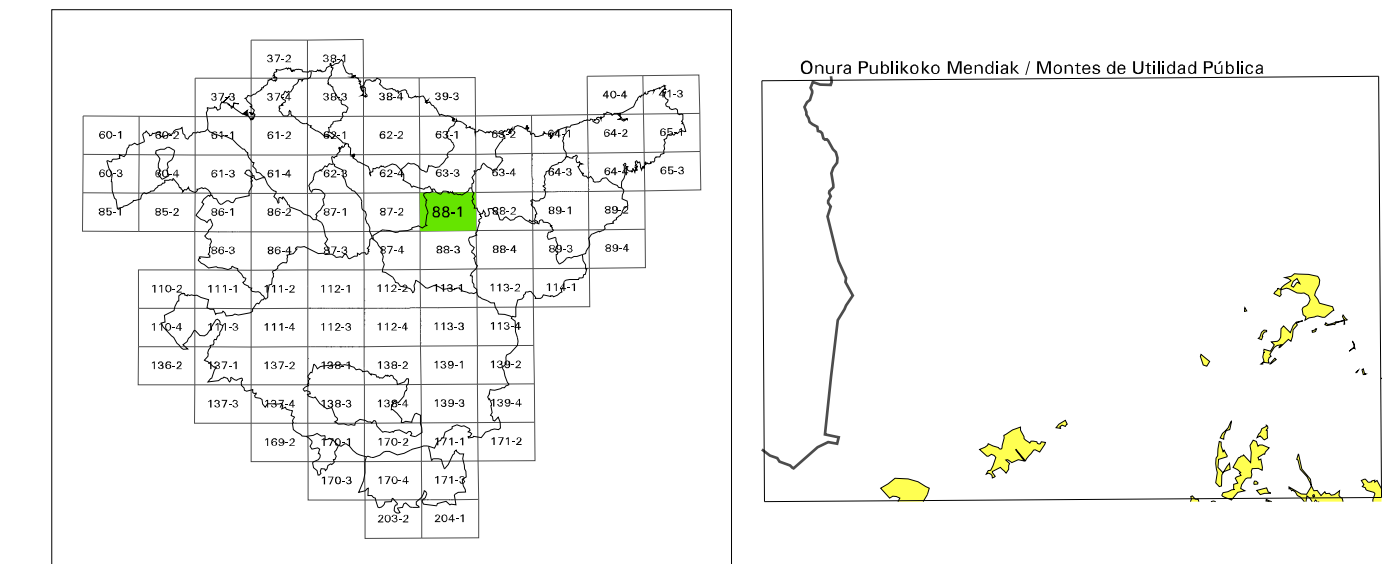 Onura Publikoko Mendiak / Montes de Utilidad Pública
37-2 38-1
37-3 37-4 38-3 38-4 39-3 40-4 41-3
60-1 60-2 61-1 61-2 62-1 62-2 63-1 63-2 64-1 64-2 65-1
60-3 60-4 61-3 61-4 62-3 62-4 63-3 63-4 64-3 64-4 65-3
85-1 85-2 86-1 86-2 87-1 87-2 88-1 88-2 89-1 89-2
86-3 86-4 87-3 87-4 88-3 88-4 89-3 89-4
110-2 111-1 111-2 112-1 112-2 113-1 113-2 114-1
110-4 111-3 111-4 112-3 112-4 113-3 113-4
136-2 137-1 137-2 138-1 138-2 139-1 139-2
137-3 137-4 138-3 138-4 139-3 139-4
169-2 170-1 170-2 171-1 171-2
170-3 170-4 171-3
203-2 204-1